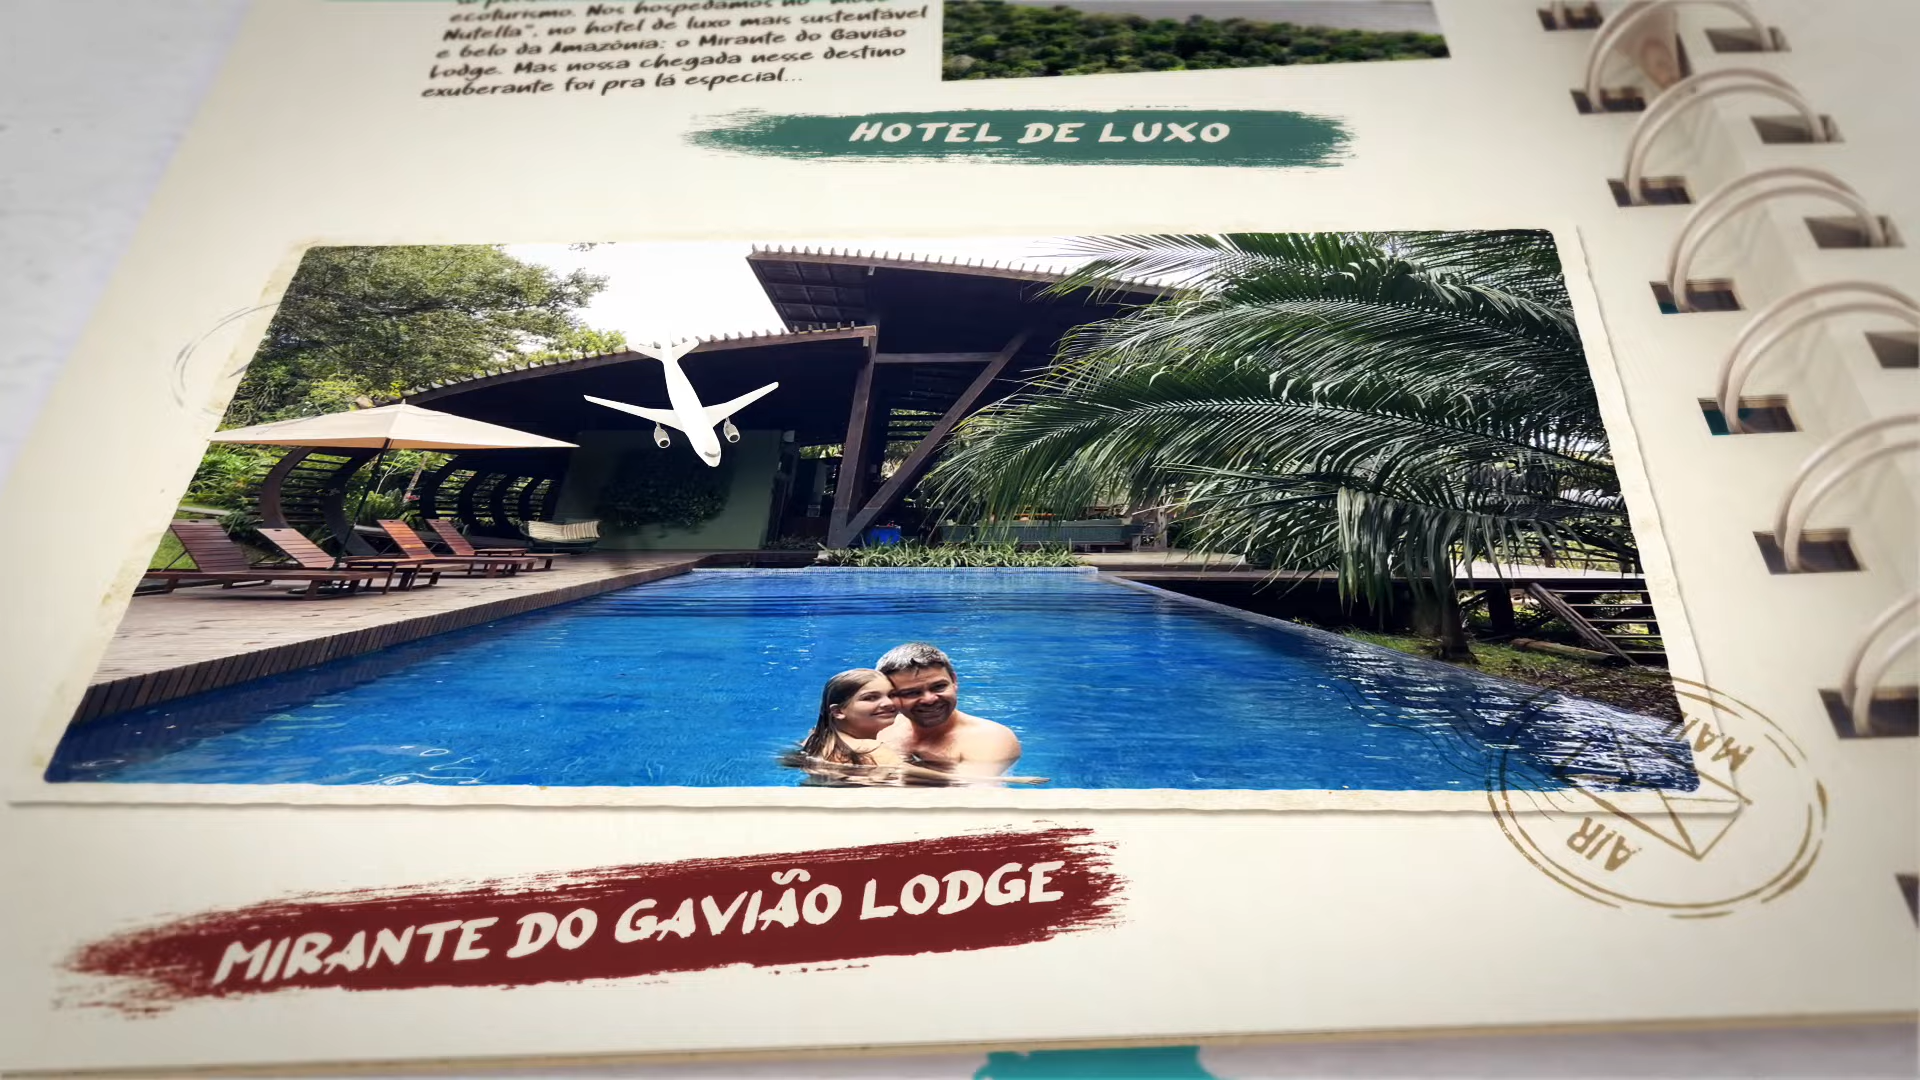 ecoturismo. Nos hospedamos no "modo
Nutella", no hotel de luxo mais sustentável
e belo da Amazônia: o Mirante do Gavião
Lodge. Mas nossa chegada nesse destino
exuberante foi pra lá especial...
HOTEL DE LUXO
AIR MAIL
MIRANTE DO GAVIÃO LODGE